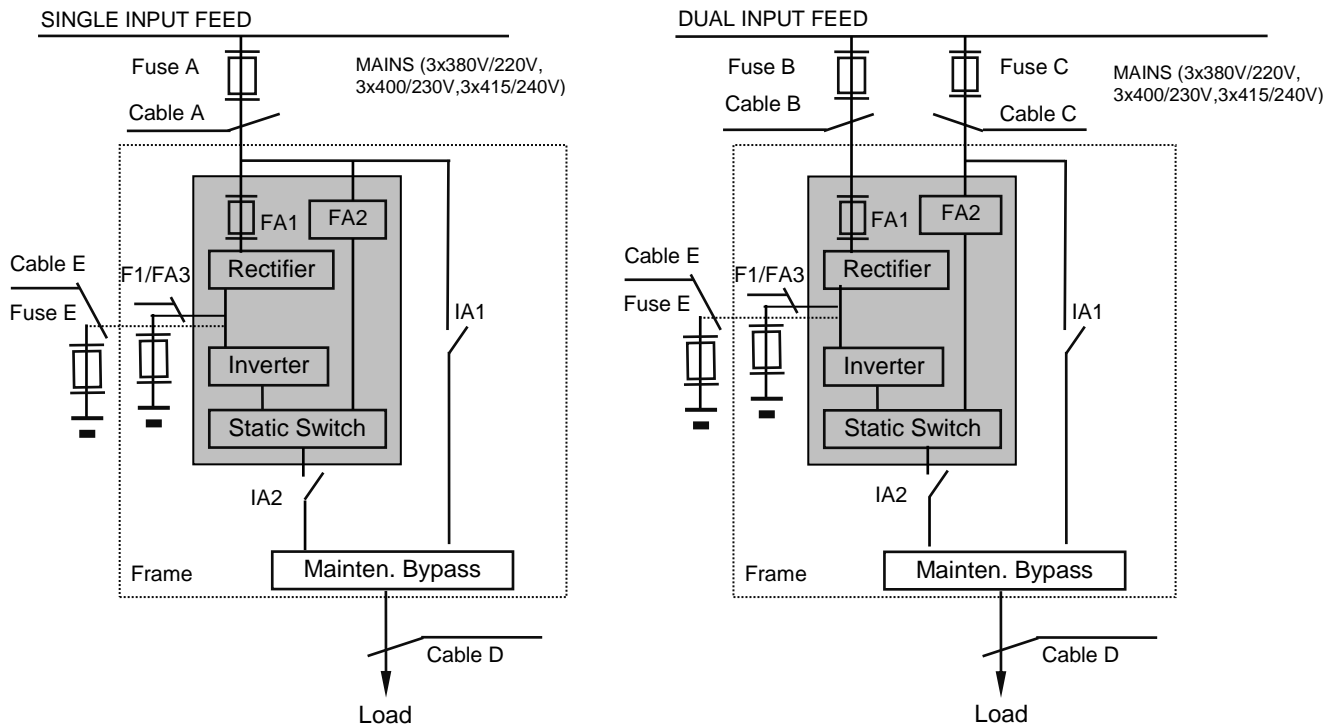 SINGLE INPUT FEED
Fuse A
MAINS (3x380V/220V,
3x400/230V,3x415/240V)
Cable A
FA1
FA2
Rectifier
Cable E
F1/FA3
Fuse E
IA1
Inverter
Static Switch
IA2
Mainten. Bypass
Frame
Cable D
Load
DUAL INPUT FEED
Fuse B
Fuse C
MAINS (3x380V/220V,
3x400/230V,3x415/240V)
Cable B
Cable C
FA1
FA2
Rectifier
Cable E
F1/FA3
Fuse E
IA1
Inverter
Static Switch
IA2
Mainten. Bypass
Frame
Cable D
Load